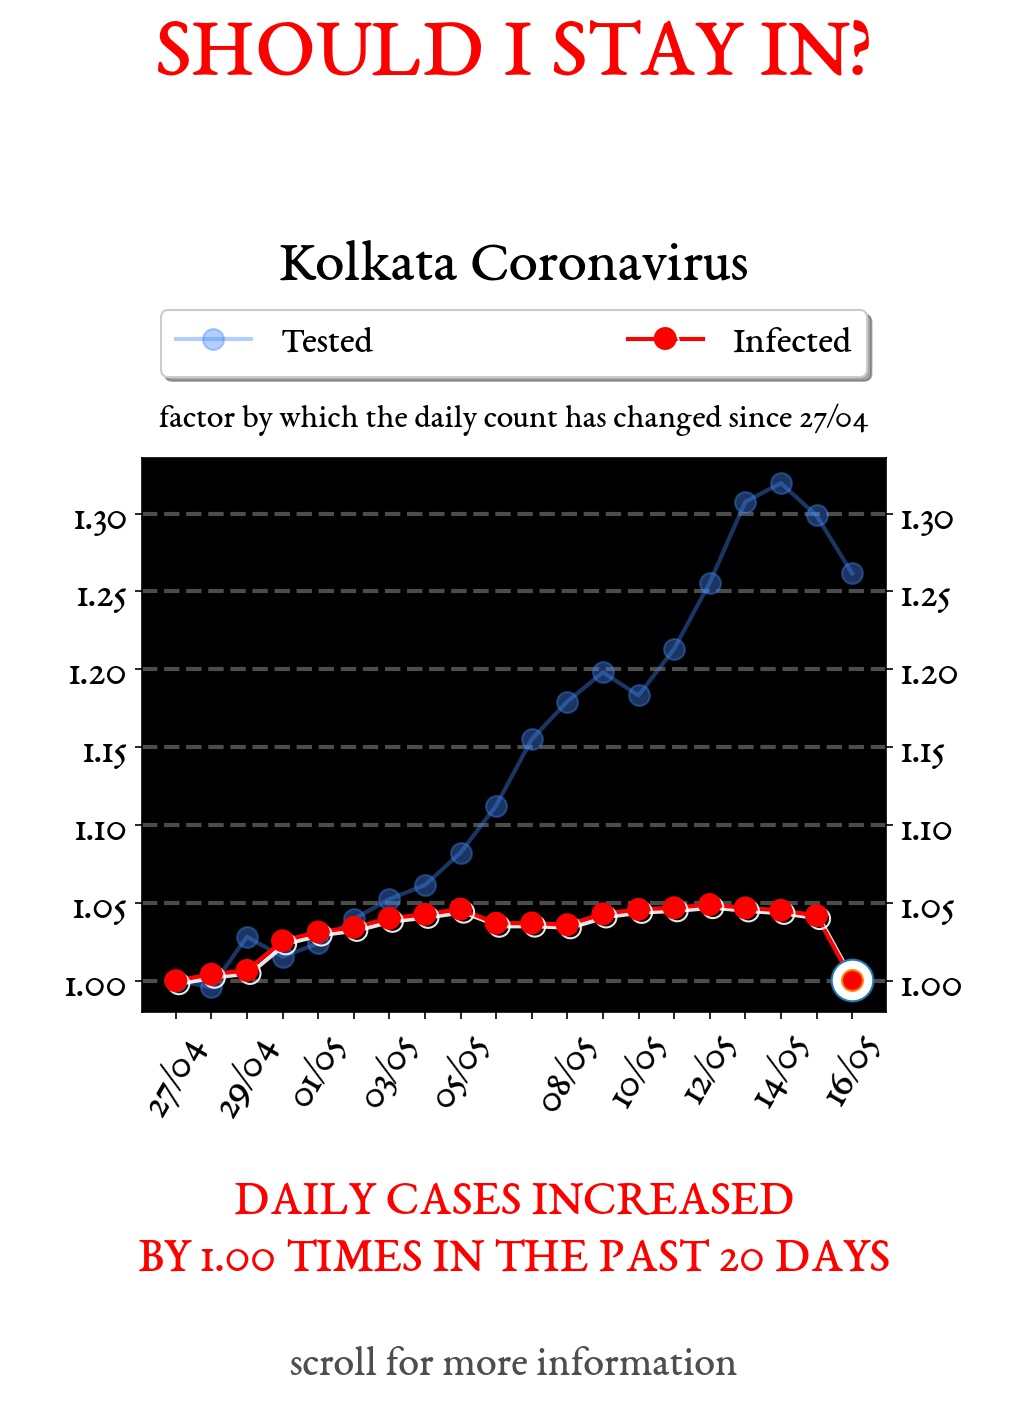 SHOULD I STAY IN?
Kolkata Coronavirus
Tested Infected
factor by which the daily count has changed since 27/04
1.30 1.30
1.25 1.25
1.20 1.20
1.15 1.15
1.10 1.10
1.05 1.05
1.00 1.00
27/04 29/04 01/05 03/05 05/05 08/05 10/05 12/05 14/05 16/05
DAILY CASES INCREASED
BY 1.00 TIMES IN THE PAST 20 DAYS
scroll for more information